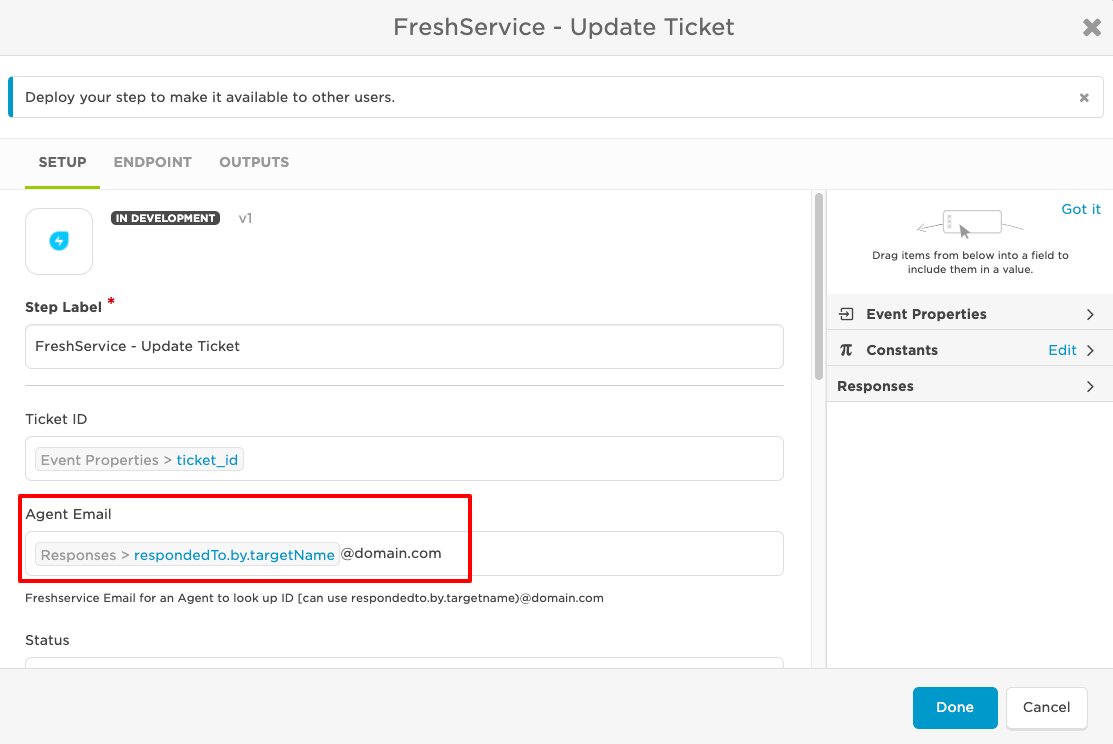 FreshService - Update Ticket
Deploy your step to make it available to other users.
SETUP ENDPOINT OUTPUTS
IN DEVELOPMENT v1
Step Label *
FreshService - Update Ticket
Ticket ID
Event Properties > ticket_id
Agent Email
Responses > respondedTo.by.targetName@domain.com
Freshservice Email for an Agent to look up ID [can use respondedto.by.targetname)@domain.com
Status
Got it
Drag items from below into a field to
include them in a value.
Event Properties
π Constants Edit
Responses
Done Cancel